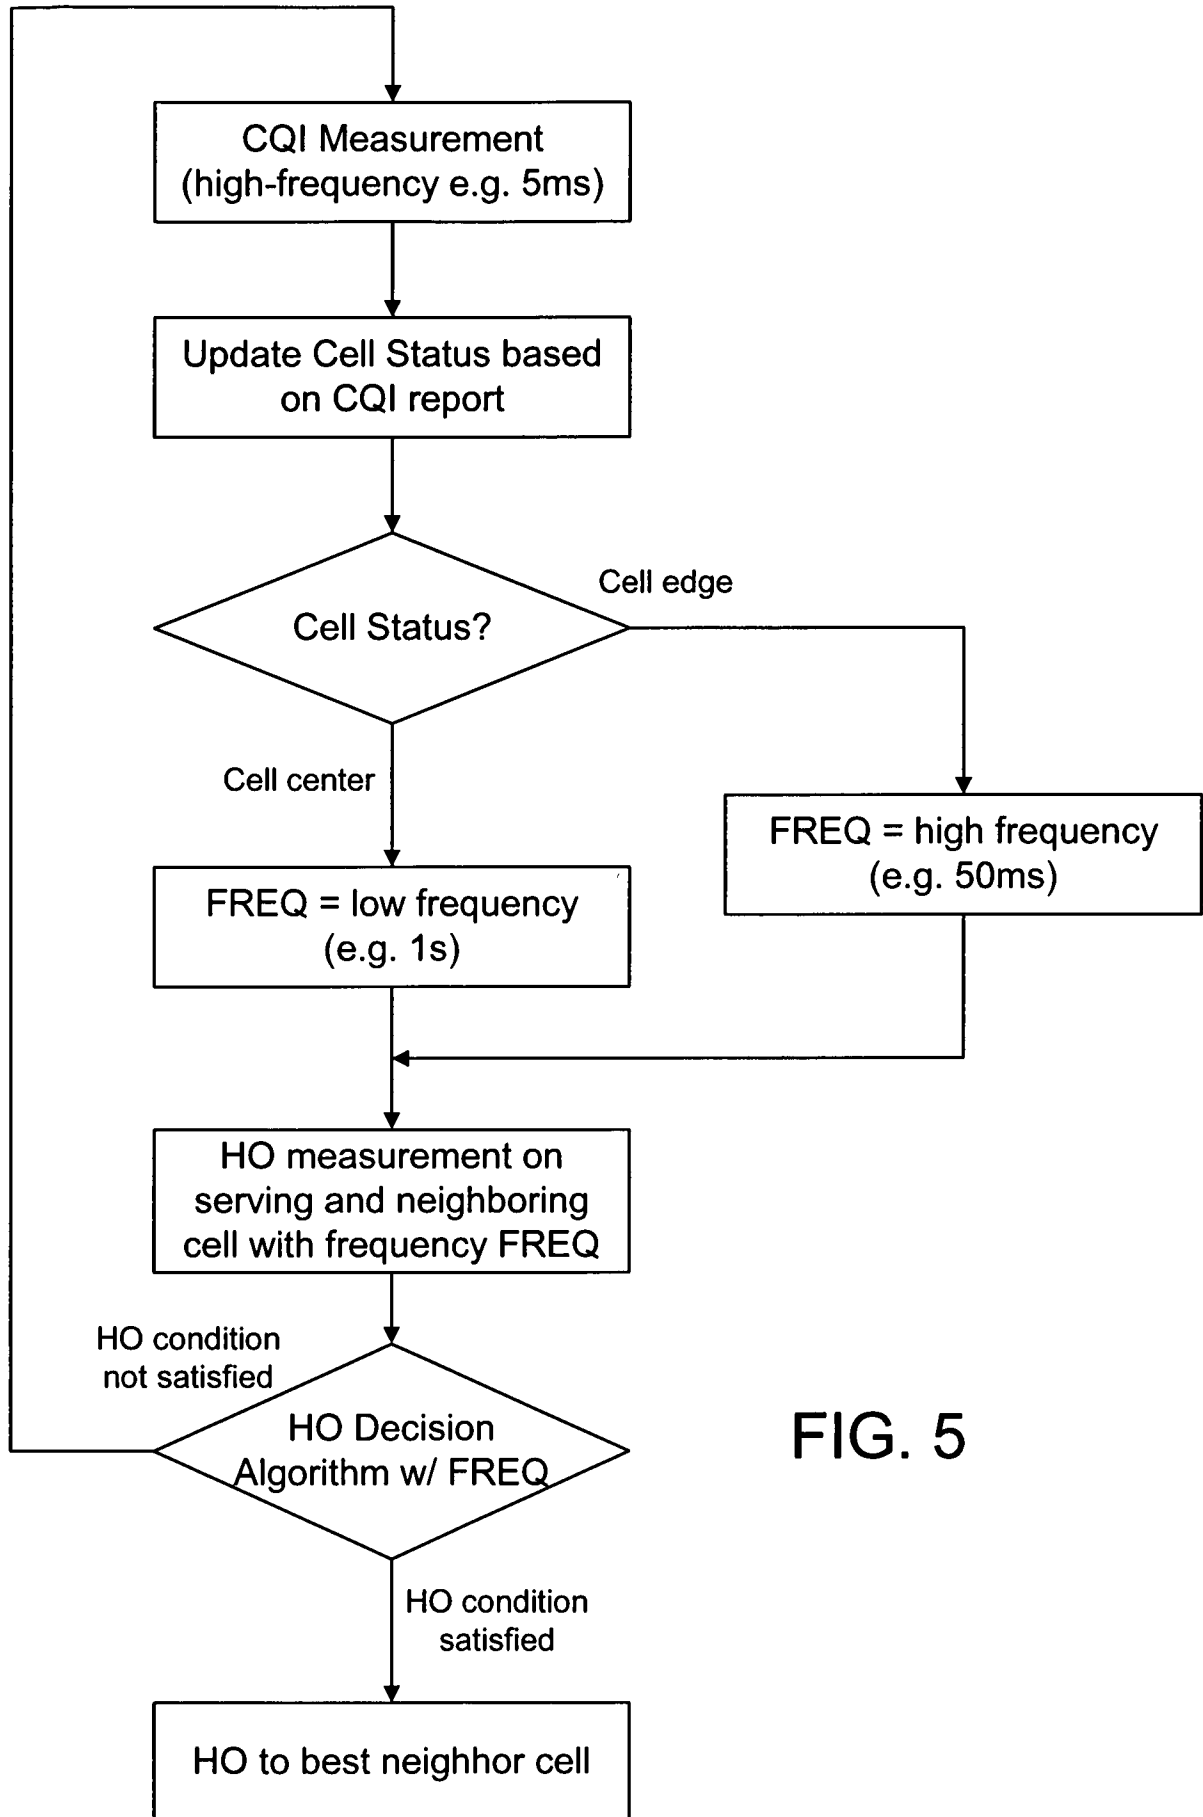 CQI Measurement
(high-frequency e.g. 5ms)
Update Cell Status based
on CQI report
Cell Status?
Cell edge
Cell center
FREQ = high frequency
(e.g. 50ms)
FREQ = low frequency
(e.g. 1s)
HO measurement on
serving and neighboring
cell with frequency FREQ
HO condition
not satisfied
HO Decision
Algorithm w/ FREQ
FIG. 5
HO condition
satisfied
HO to best neighhor cell